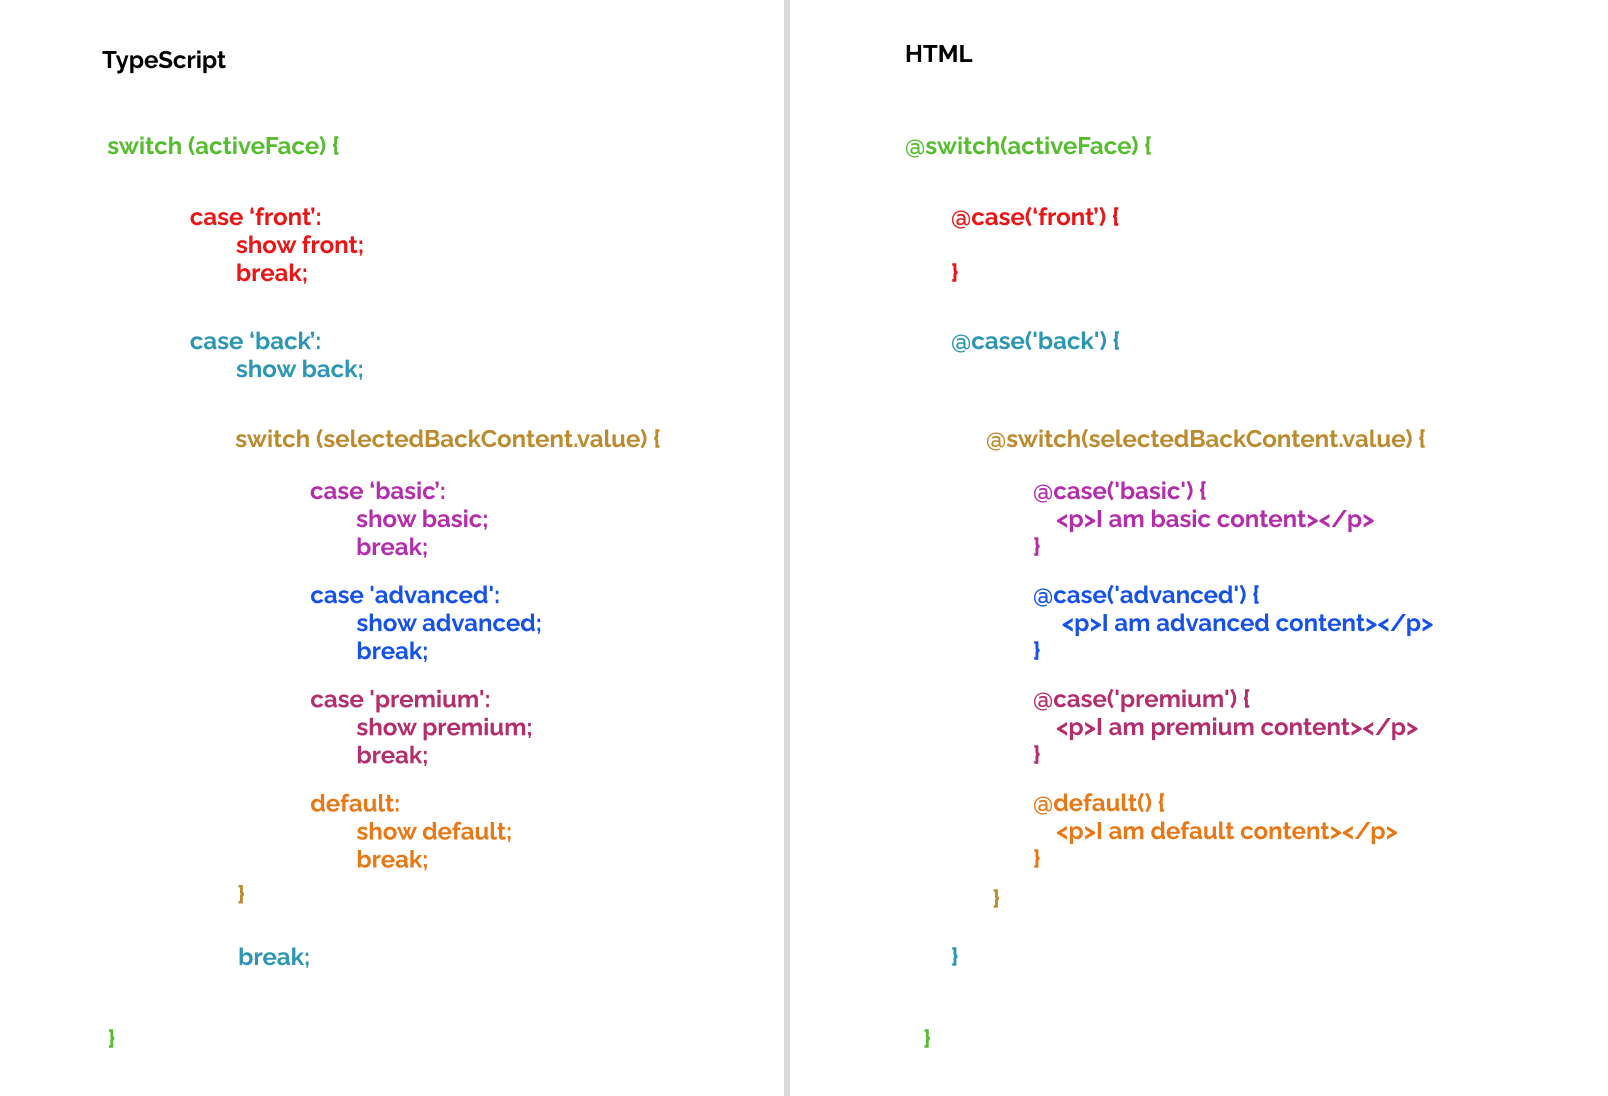 TypeScript
switch (activeFace) {
case ‘front’:
show front;
break;
case ‘back’:
show back;
switch (selectedBackContent.value) {
case ‘basic’:
show basic;
break;
case 'advanced':
show advanced;
break;
case 'premium':
show premium;
break;
default:
show default;
break;
}
break;
}
HTML
@switch(activeFace) {
@case(‘front’) {
}
@case('back') {
@switch(selectedBackContent.value) {
@case('basic') {
<p>I am basic content></p>
}
@case('advanced') {
<p>I am advanced content></p>
}
@case('premium') {
<p>I am premium content></p>
}
@default() {
<p>I am default content></p>
}
}
}
}